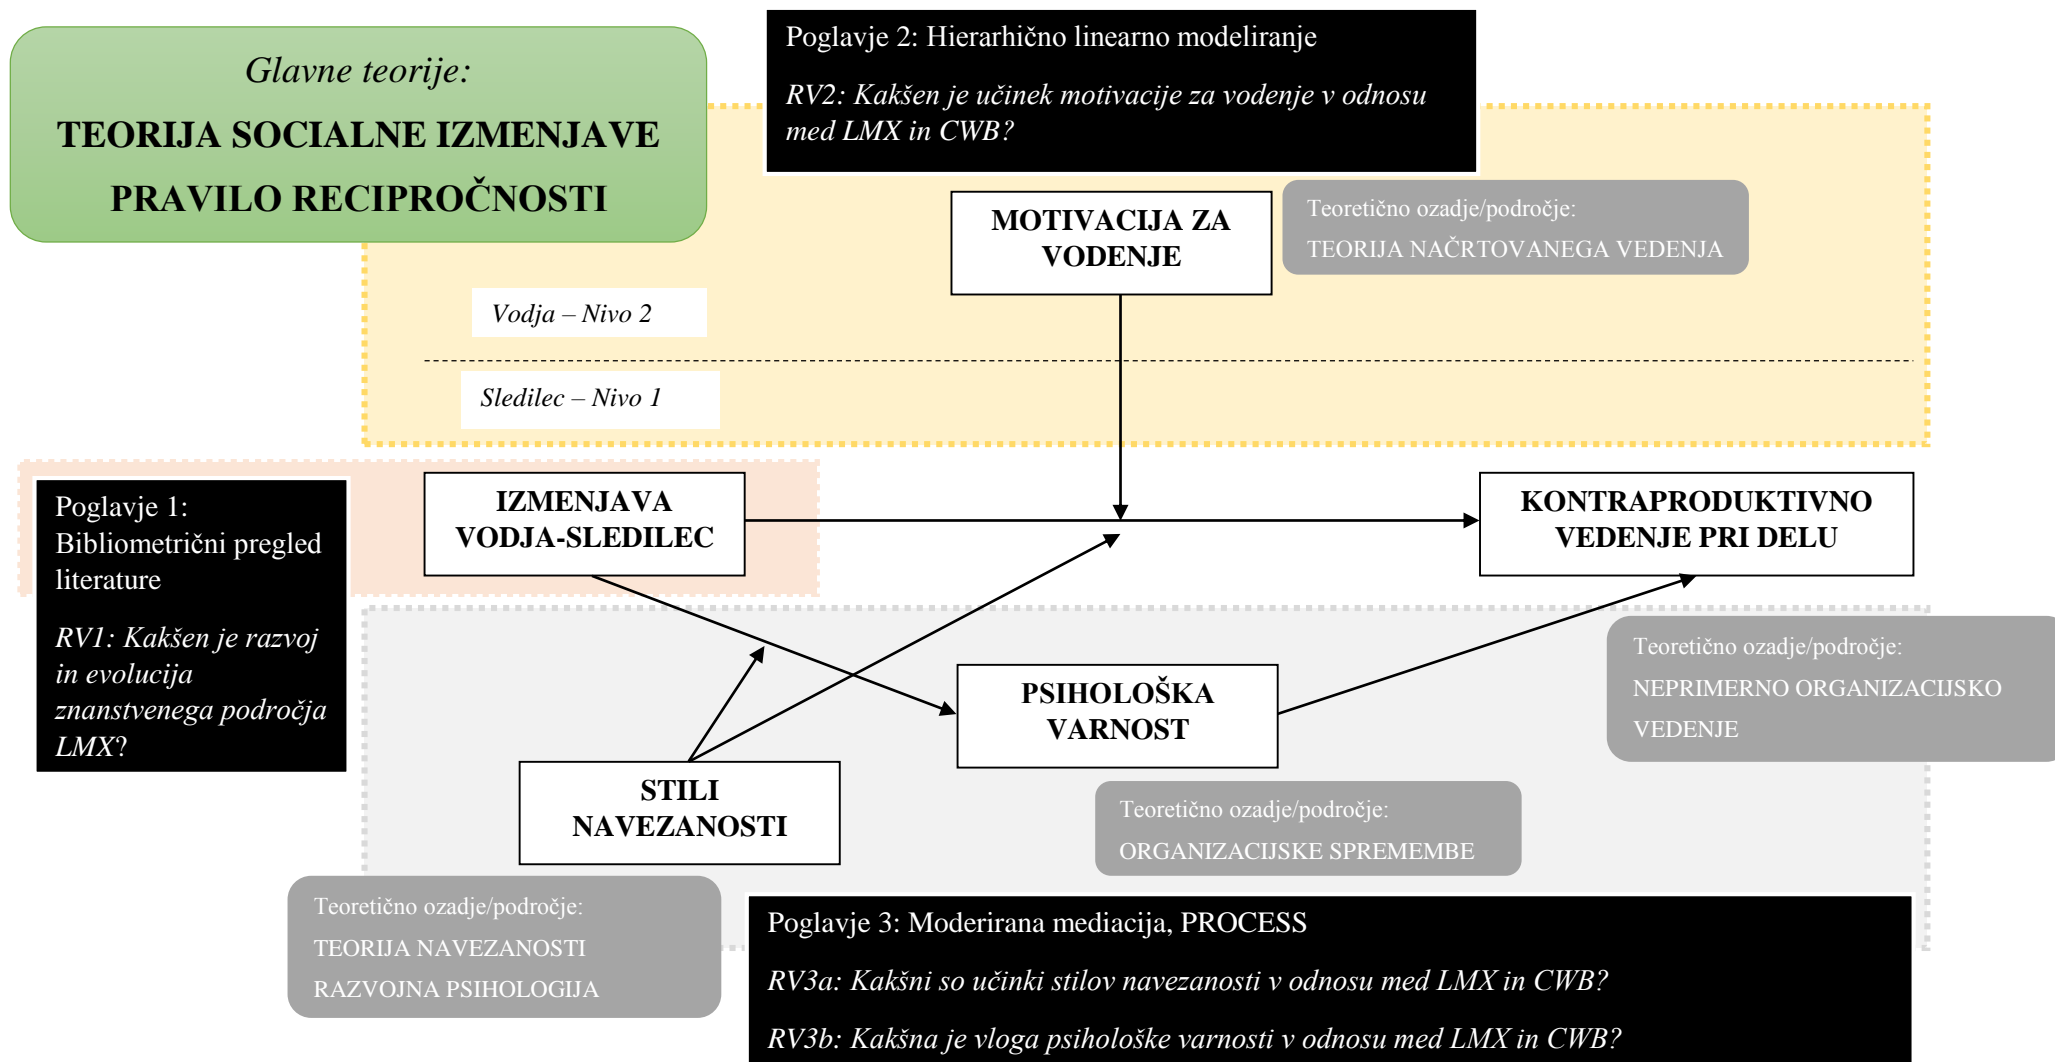 Glavne teorije:
TEORIJA SOCIALNE IZMENJAVE
PRAVILO RECIPROČNOSTI
Poglavje 2: Hierarhično linearno modeliranje
RV2: Kakšen je učinek motivacije za vodenje v odnosu
med LMX in CWB?
MOTIVACIJA ZA
VODENJE
Teoretično ozadje/področje:
TEORIJA NAČRTOVANEGA VEDENJA
Vodja – Nivo 2
Sledilec – Nivo 1
Poglavje 1:
Bibliometrični pregled
literature
RV1: Kakšen je razvoj
in evolucija
znanstvenega področja
LMX?
IZMENJAVA
VODJA-SLEDILEC
KONTRAPRODUKTIVNO
VEDENJE PRI DELU
Teoretično ozadje/področje:
NEPRIMERNO ORGANIZACIJSKO
VEDENJE
PSIHOLOŠKA
VARNOST
STILI
NAVEZANOSTI
Teoretično ozadje/področje:
ORGANIZACIJSKE SPREMEMBE
Teoretično ozadje/področje:
TEORIJA NAVEZANOSTI
RAZVOJNA PSIHOLOGIJA
Poglavje 3: Moderirana mediacija, PROCESS
RV3a: Kakšni so učinki stilov navezanosti v odnosu med LMX in CWB?
RV3b: Kakšna je vloga psihološke varnosti v odnosu med LMX in CWB?